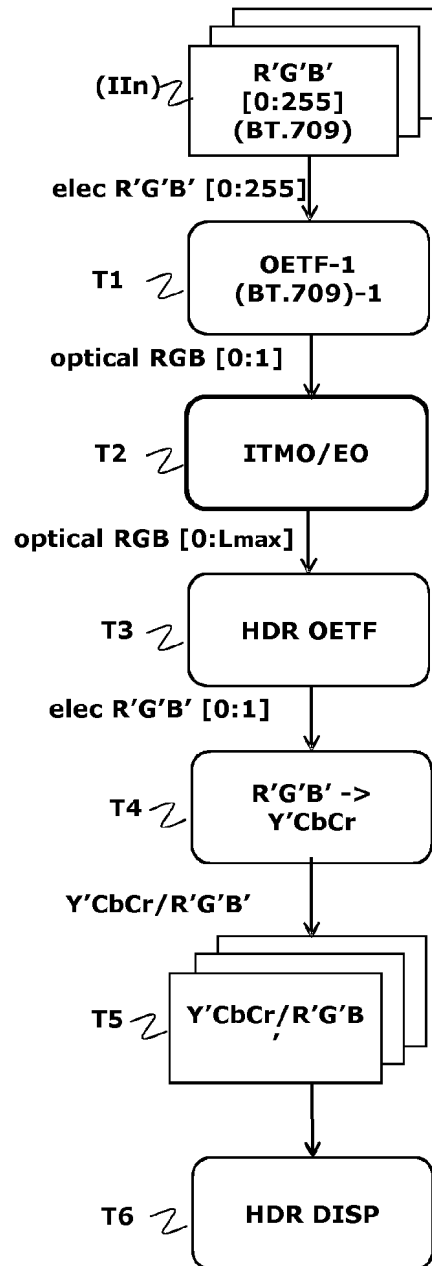 (IIn)
R'G'B'
[0:255]
(BT.709)
elec R'G'B' [0:255]
T1
OETF-1
(BT.709)-1
optical RGB [0:1]
T2
ITMO/EO
optical RGB [0:Lmax]
T3
HDR OETF
elec R'G'B' [0:1]
T4
R'G'B' ->
Y'CbCr
Y'CbCr/R'G'B'
T5
Y'CbCr/R'G'B
'
T6
HDR DISP